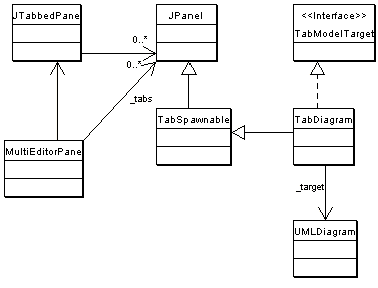 JTabbedPane
JPanel
<<Interface>>
TabModelTarget
0..*
0..*
_tabs
MultiEditorPane
TabSpawnable
TabDiagram
_target
UMLDiagram